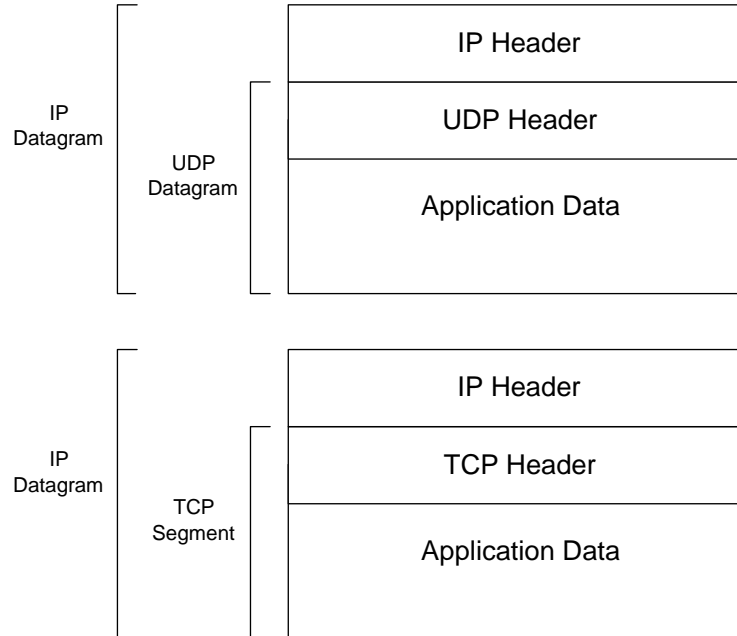 IP Header
IP
Datagram
UDP Header
UDP
Datagram
Application Data
IP Header
IP
Datagram
TCP Header
TCP
Segment
Application Data